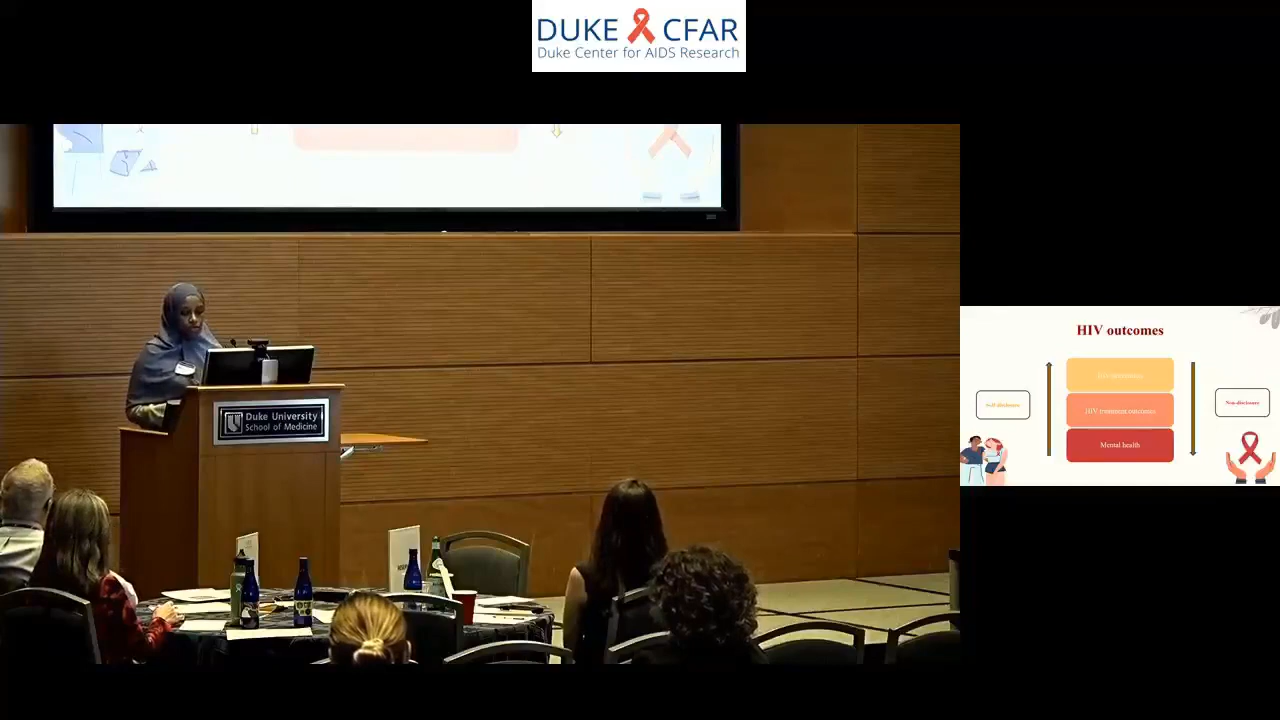 DUKE CFAR
Duke Center for AIDS Research
Duke University
School of Medicine
HIV outcomes
HIV treatment outcomes
Mental health
Non-disclosure